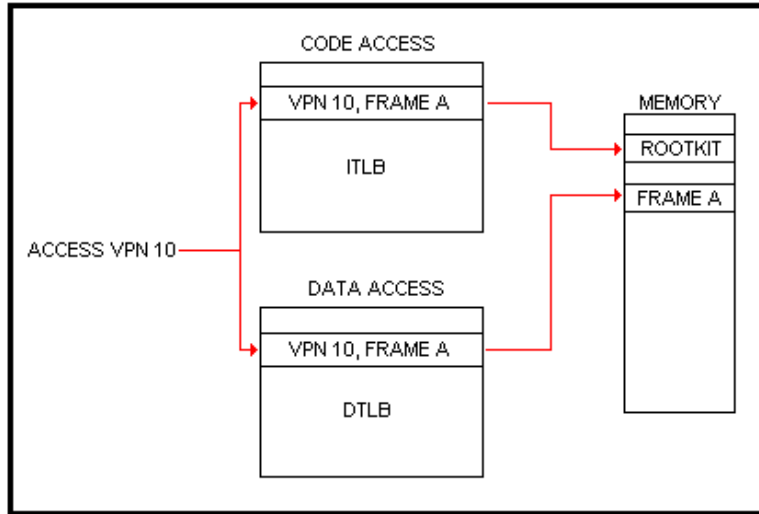 CODE ACCESS
VPN 10, FRAME A
ITLB
MEMORY
ROOTKIT
FRAME A
ACCESS VPN 10
DATA ACCESS
VPN 10, FRAME A
DTLB